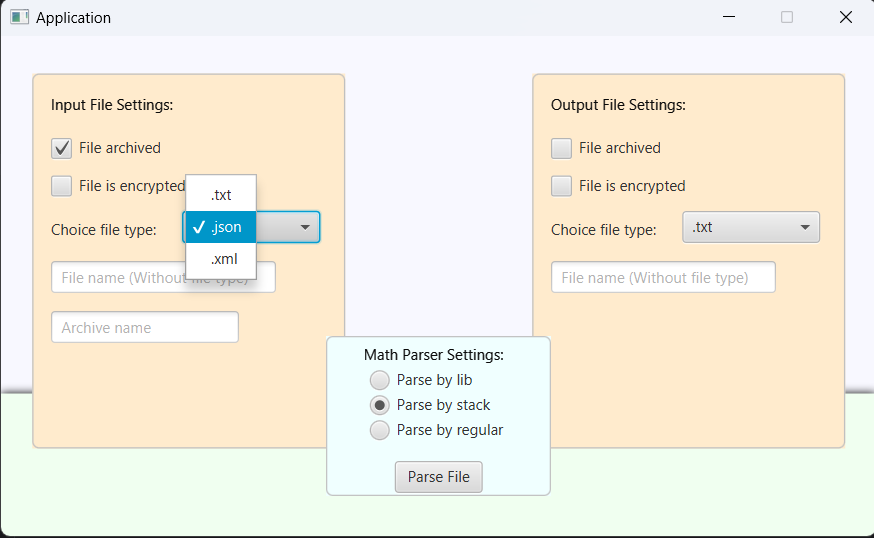 Application
Input File Settings:
File archived
File is encrypted
.txt
Choice file type:
.json
.xml
File name (Without file type)
Archive name
Output File Settings:
File archived
File is encrypted
Choice file type:
.txt
File name (Without file type)
Math Parser Settings:
Parse by lib
Parse by stack
Parse by regular
Parse File